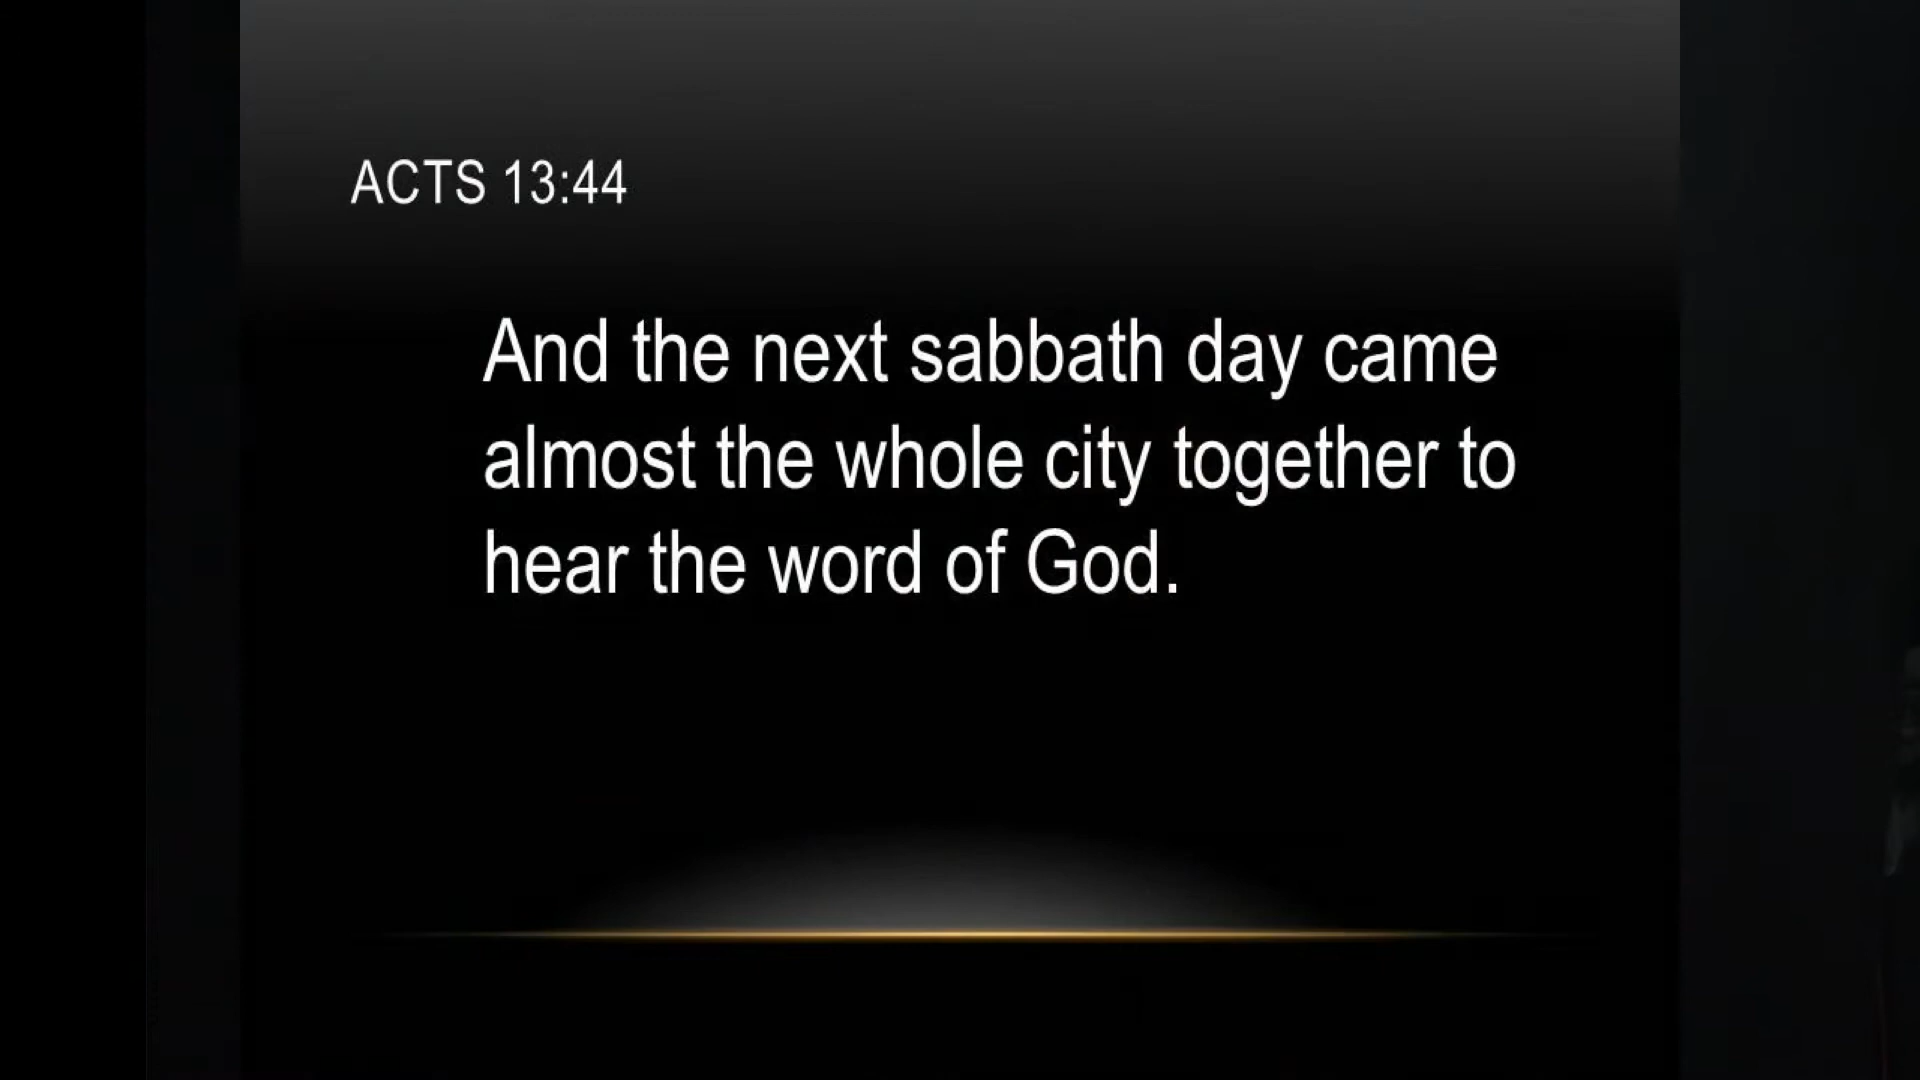 ACTS 13:44
And the next sabbath day came
almost the whole city together to
hear the word of God.